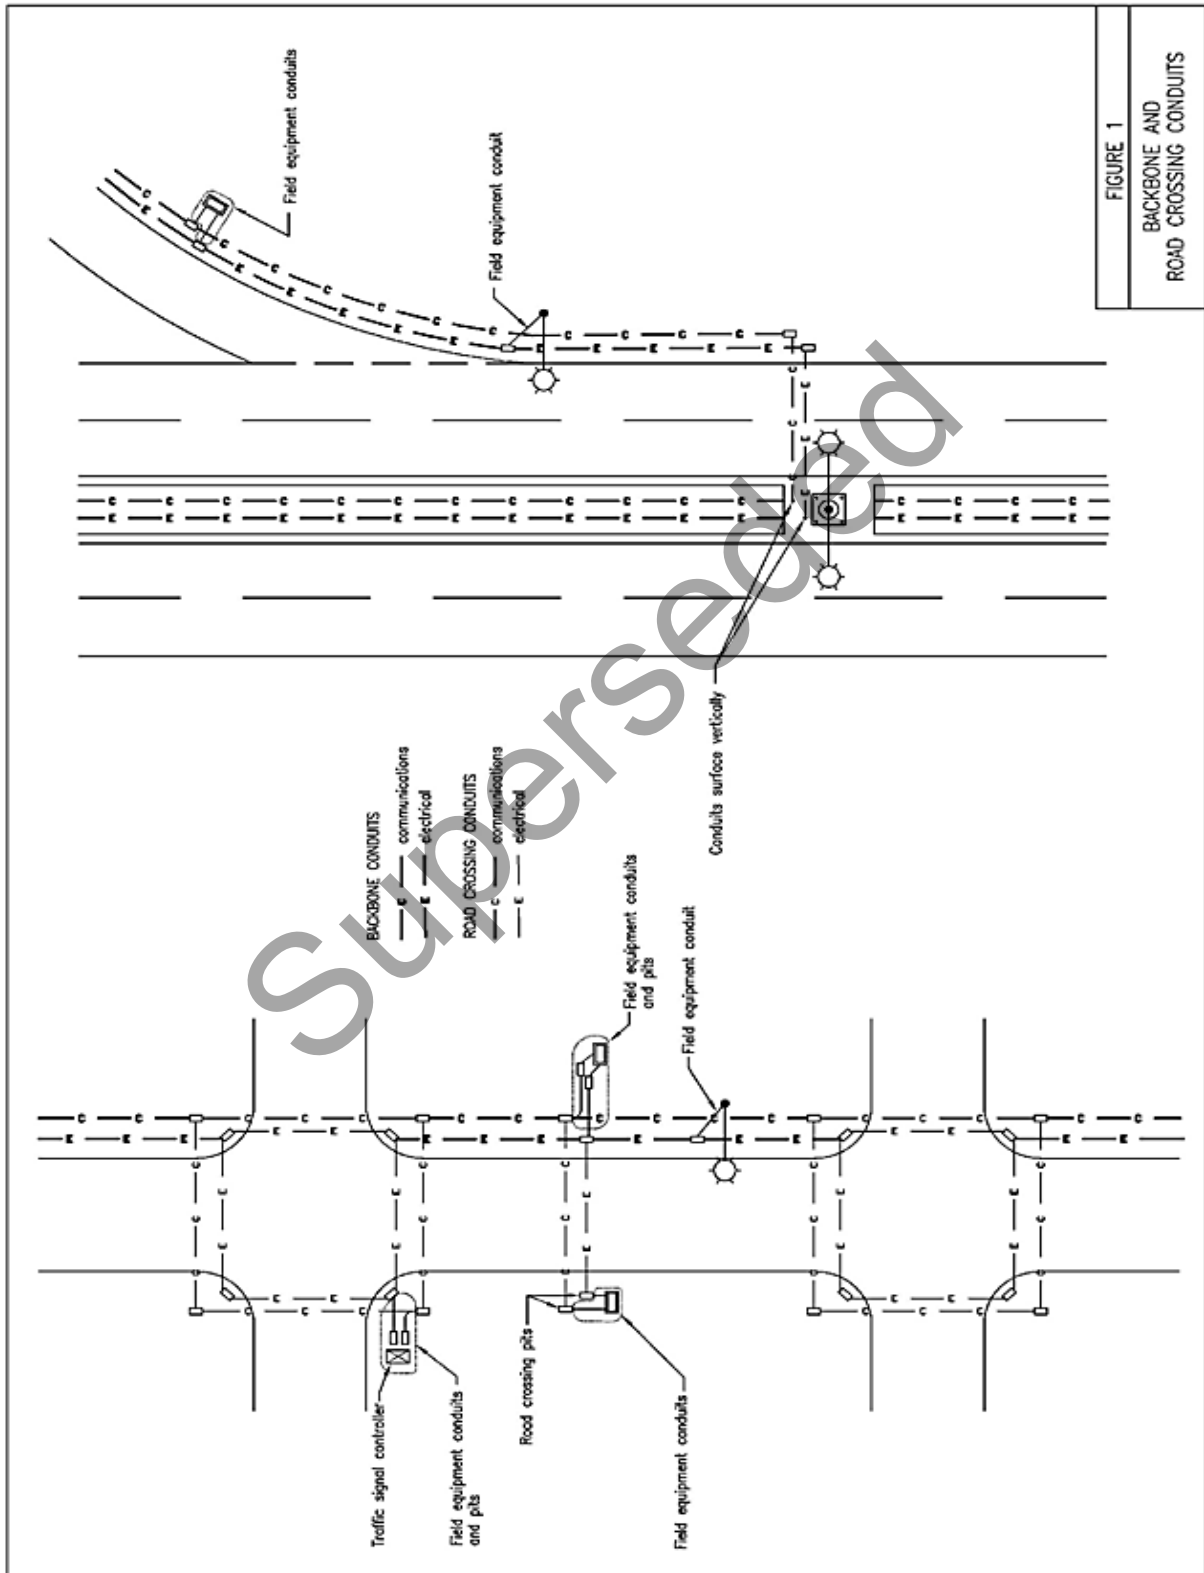 Field equipment conduits
Field equipment conduit
Conduits surface vertically
BACKBONE CONDUITS
C communications
E electrical
ROAD CROSSING CONDUITS
C communications
E electrical
Field equipment conduits
and pits
Field equipment conduit
Traffic signal controller
Field equipment conduits
and pits
Road crossing pits
Field equipment conduits
Superseded
FIGURE 1
BACKBONE AND
ROAD CROSSING CONDUITS